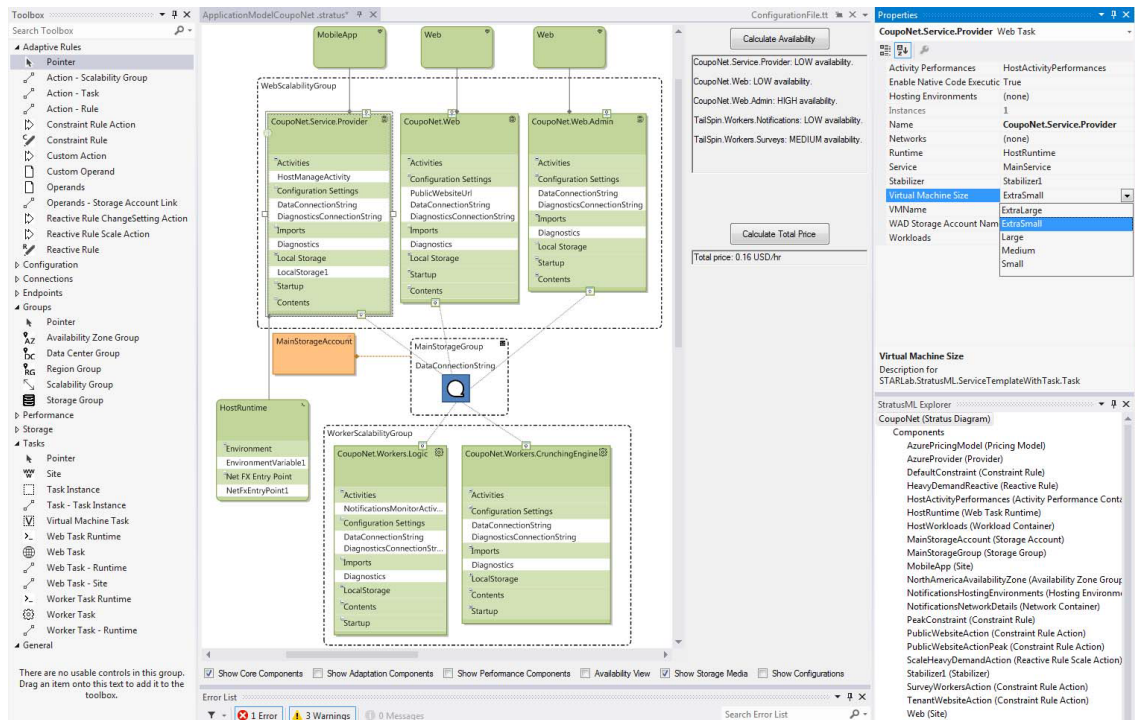 Toolbox
Search Toolbox
Adaptive Rules
Pointer
Action - Scalability Group
Action - Task
Action - Rule
Constraint Rule Action
Constraint Rule
Custom Action
Custom Operand
Operands
Operands - Storage Account Link
Reactive Rule ChangeSetting Action
Reactive Rule Scale Action
Reactive Rule
Configuration
Connections
Endpoints
Groups
Pointer
AZ Availability Zone Group
DC Data Center Group
RG Region Group
Scalability Group
Storage Group
Performance
Storage
Tasks
Pointer
Site
Task Instance
Task - Task Instance
Virtual Machine Task
Web Task Runtime
Web Task
Web Task - Runtime
Web Task - Site
Worker Task Runtime
Worker Task
Worker Task - Runtime
General
There are no usable controls in this group.
Drag an item onto this text to add it to the
toolbox.
ApplicationModelCoupoNet.stratus*
ConfigurationFile.tt
MobileApp
Web
Web
WebScalabilityGroup
CoupoNet.Service.Provider
Activities
HostManageActivity
Configuration Settings
DataConnectionString
DiagnosticsConnectionString
Imports
Diagnostics
Local Storage
LocalStorage1
Startup
Contents
CoupoNet.Web
Activities
Configuration Settings
PublicWebsiteUrl
DataConnectionString
DiagnosticsConnectionString
Imports
Diagnostics
Local Storage
Startup
Contents
CoupoNet.Web.Admin
Activities
Configuration Settings
DataConnectionString
DiagnosticsConnectionString
Imports
Diagnostics
Local Storage
Startup
Contents
MainStorageAccount
MainStorageGroup
DataConnectionString
HostRuntime
Environment
EnvironmentVariable1
Net FX Entry Point
NetFxEntryPoint1
WorkerScalabilityGroup
CoupoNet.Workers.Logic
Activities
NotificationsMonitorActiv...
Configuration Settings
DataConnectionString
DiagnosticsConnectionStr...
Imports
Diagnostics
LocalStorage
Contents
Startup
CoupoNet.Workers.CrunchingEngine
Activities
Configuration Settings
DataConnectionString
DiagnosticsConnectionString
Imports
Diagnostics
LocalStorage
Contents
Startup
Calculate Availability
CoupoNet.Service.Provider: LOW availability.
CoupoNet.Web: LOW availability.
CoupoNet.Web.Admin: HIGH availability.
TailSpin.Workers.Notifications: LOW availability.
TailSpin.Workers.Surveys: MEDIUM availability.
Calculate Total Price
Total price: 0.16 USD/hr
Show Core Components
Show Adaptation Components
Show Performance Components
Availability View
Show Storage Media
Show Configurations
Error List
1 Error
3 Warnings
0 Messages
Search Error List
Properties
CoupoNet.Service.Provider Web Task
Activity Performances HostActivityPerformances
Enable Native Code Executic True
Hosting Environments (none)
Instances 1
Name CoupoNet.Service.Provider
Networks (none)
Runtime HostRuntime
Service MainService
Stabilizer Stabilizer1
Virtual Machine Size ExtraSmall
VMName
WAD Storage Account Nam
Workloads
ExtraLarge
ExtraSmall
Large
Medium
Small
Virtual Machine Size
Description for
STARLab.StratusML.ServiceTemplateWithTask.Task
StratusML Explorer
CoupoNet (Stratus Diagram)
Components
AzurePricingModel (Pricing Model)
AzureProvider (Provider)
DefaultConstraint (Constraint Rule)
HeavyDemandReactive (Reactive Rule)
HostActivityPerformances (Activity Performance Conta
HostRuntime (Web Task Runtime)
HostWorkloads (Workload Container)
MainStorageAccount (Storage Account)
MainStorageGroup (Storage Group)
MobileApp (Site)
NorthAmericaAvailabilityZone (Availability Zone Group
NotificationsHostingEnvironments (Hosting Environme
NotificationsNetworkDetails (Network Container)
PeakConstraint (Constraint Rule)
PublicWebsiteAction (Constraint Rule Action)
PublicWebsiteActionPeak (Constraint Rule Action)
ScaleHeavyDemandAction (Reactive Rule Scale Action)
Stabilizer1 (Stabilizer)
SurveyWorkersAction (Constraint Rule Action)
TenantWebsiteAction (Constraint Rule Action)
Web (Site)